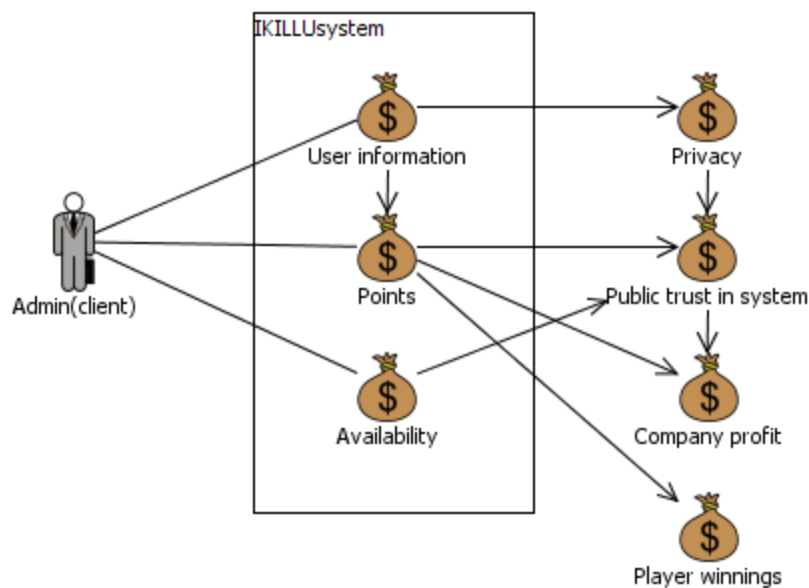 IKILLUsystem
$
$
User information
Privacy
$
$
Admin(client)
Points
Public trust in system
$
$
Availability
Company profit
$
Player winnings